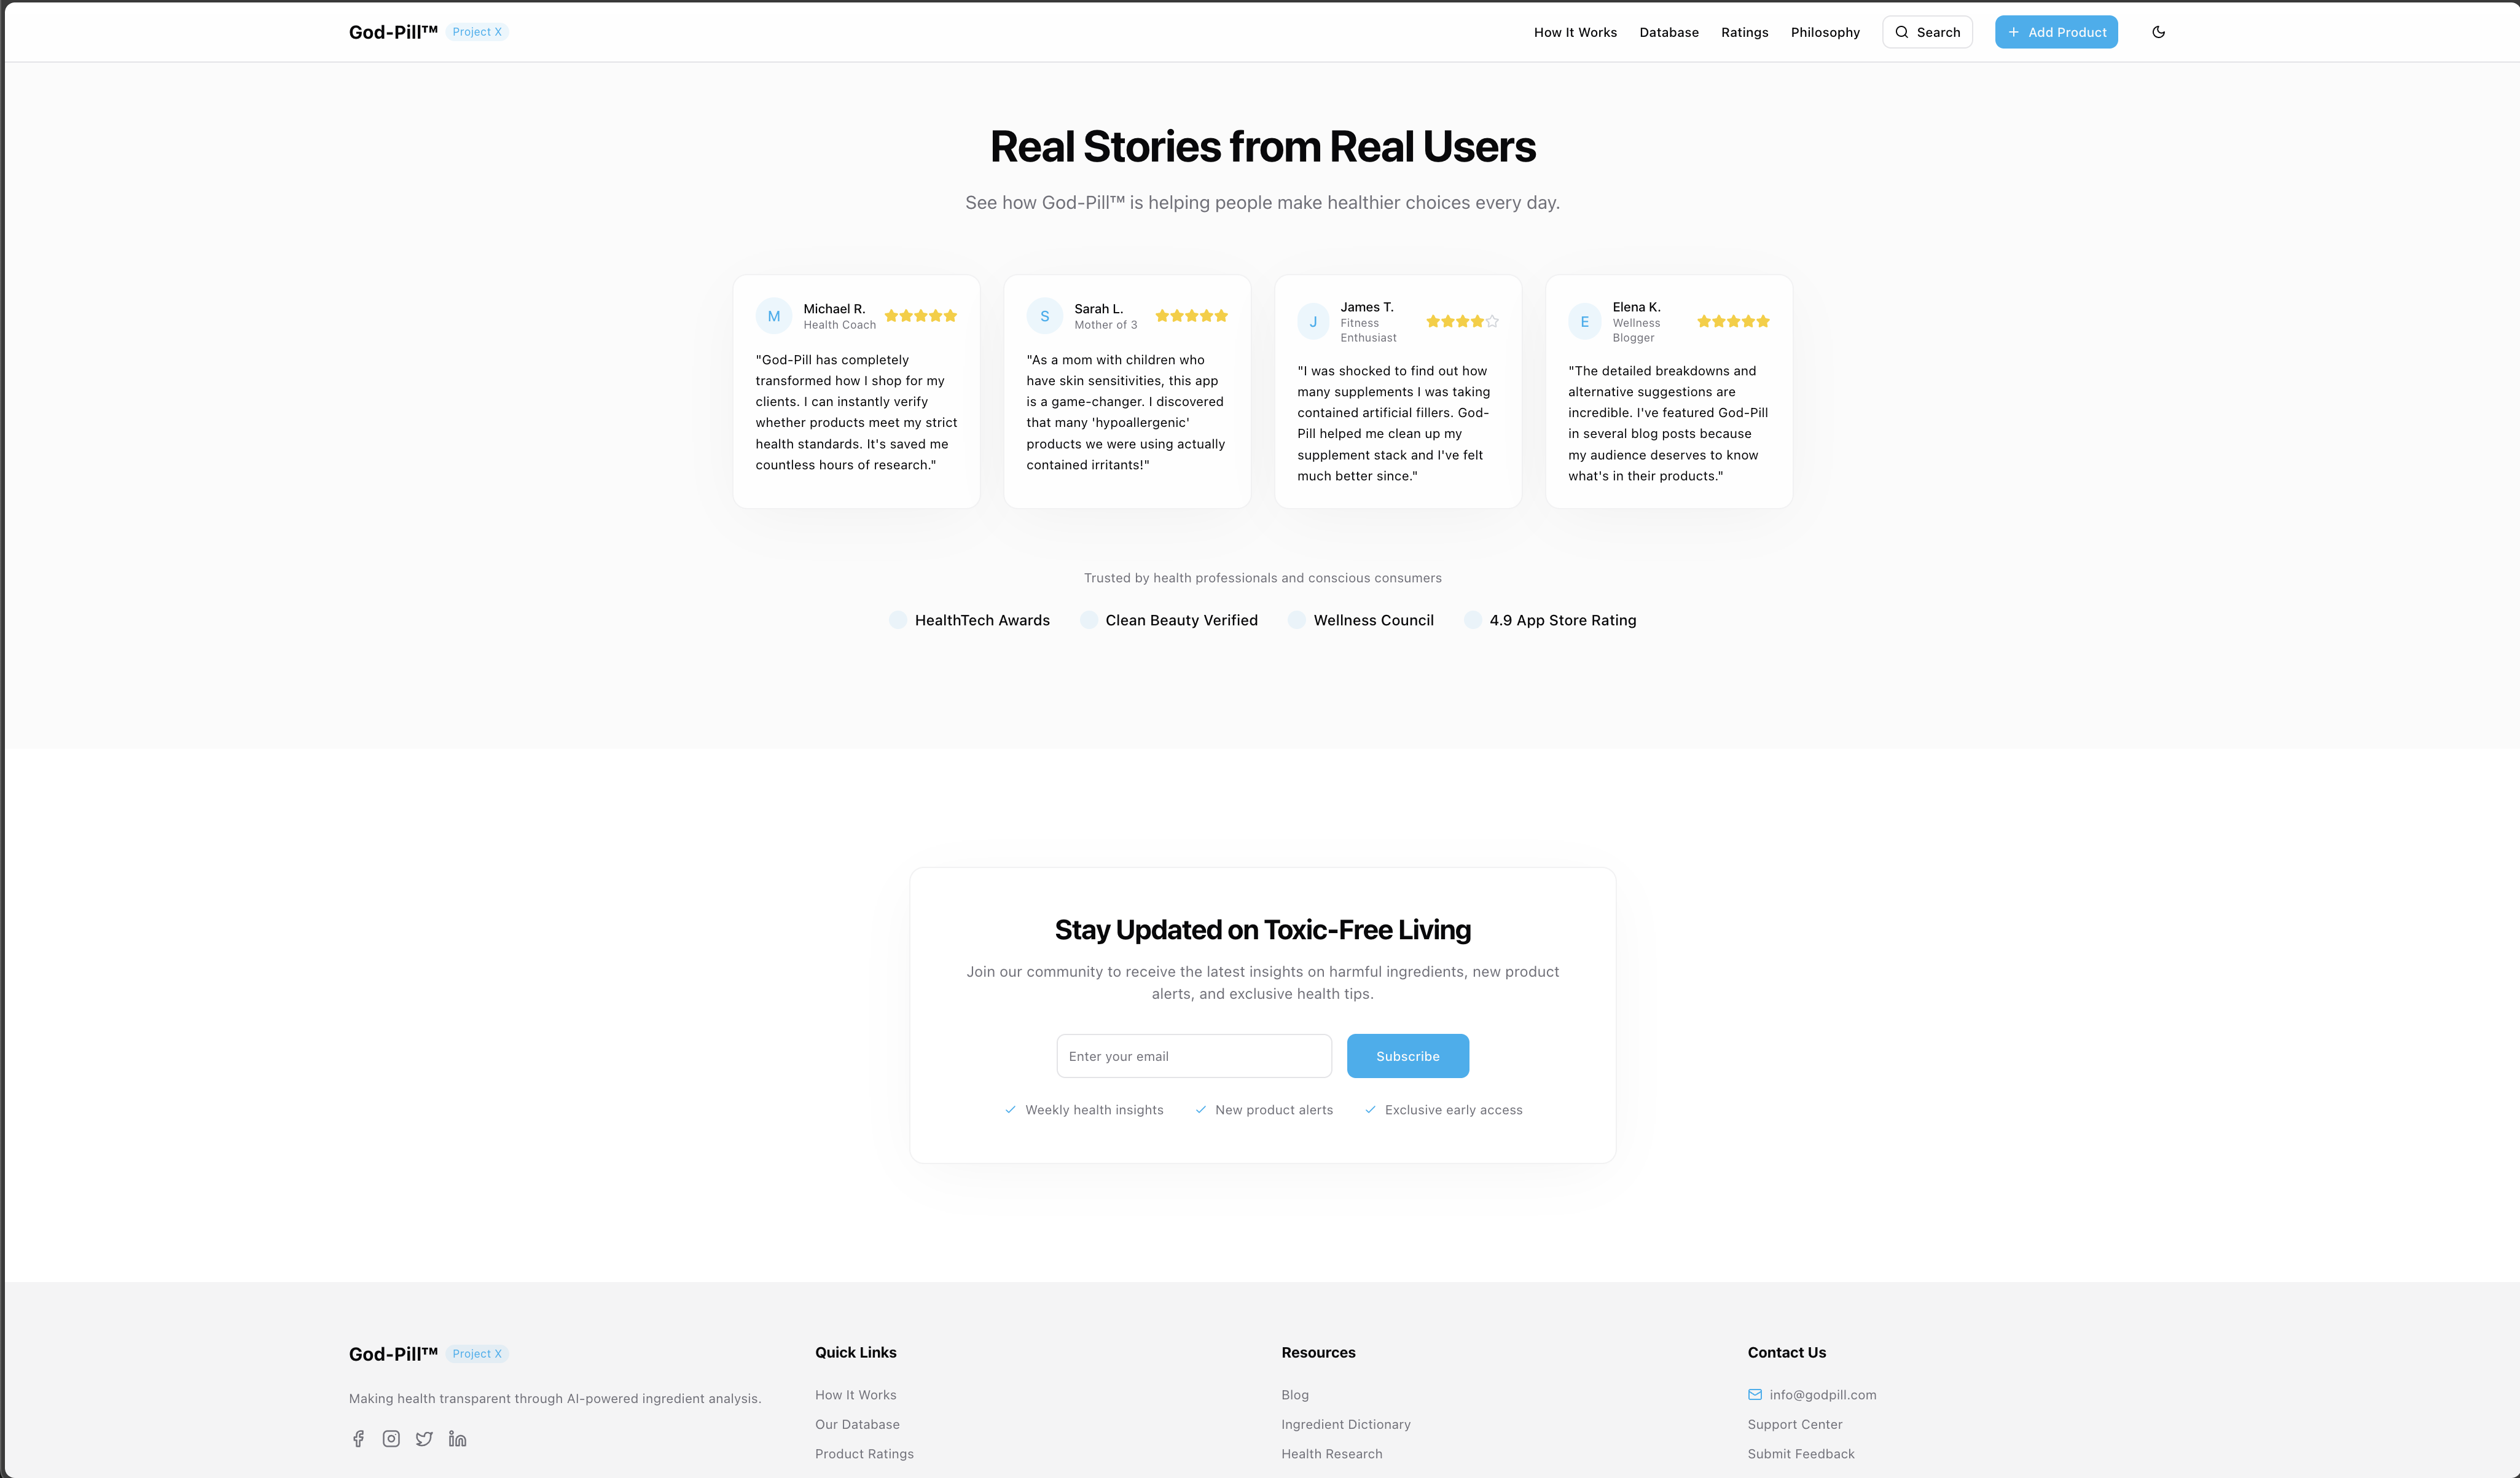 God-Pill™ Project X How It Works Database Ratings Philosophy Search Add Product
Real Stories from Real Users
See how God-Pill™ is helping people make healthier choices every day.
M
Michael R.
Health Coach
"God-Pill has completely
transformed how I shop for my
clients. I can instantly verify
whether products meet my strict
health standards. It's saved me
countless hours of research."
S
Sarah L.
Mother of 3
"As a mom with children who
have skin sensitivities, this app
is a game-changer. I discovered
that many 'hypoallergenic'
products we were using actually
contained irritants!"
J
James T.
Fitness
Enthusiast
"I was shocked to find out how
many supplements I was taking
contained artificial fillers. God-
Pill helped me clean up my
supplement stack and I've felt
much better since."
E
Elena K.
Wellness
Blogger
"The detailed breakdowns and
alternative suggestions are
incredible. I've featured God-Pill
in several blog posts because
my audience deserves to know
what's in their products."
Trusted by health professionals and conscious consumers
HealthTech Awards Clean Beauty Verified Wellness Council 4.9 App Store Rating
Stay Updated on Toxic-Free Living
Join our community to receive the latest insights on harmful ingredients, new product
alerts, and exclusive health tips.
Enter your email Subscribe
Weekly health insights New product alerts Exclusive early access
God-Pill™ Project X
Making health transparent through AI-powered ingredient analysis.
Quick Links
How It Works
Our Database
Product Ratings
Resources
Blog
Ingredient Dictionary
Health Research
Contact Us
info@godpill.com
Support Center
Submit Feedback